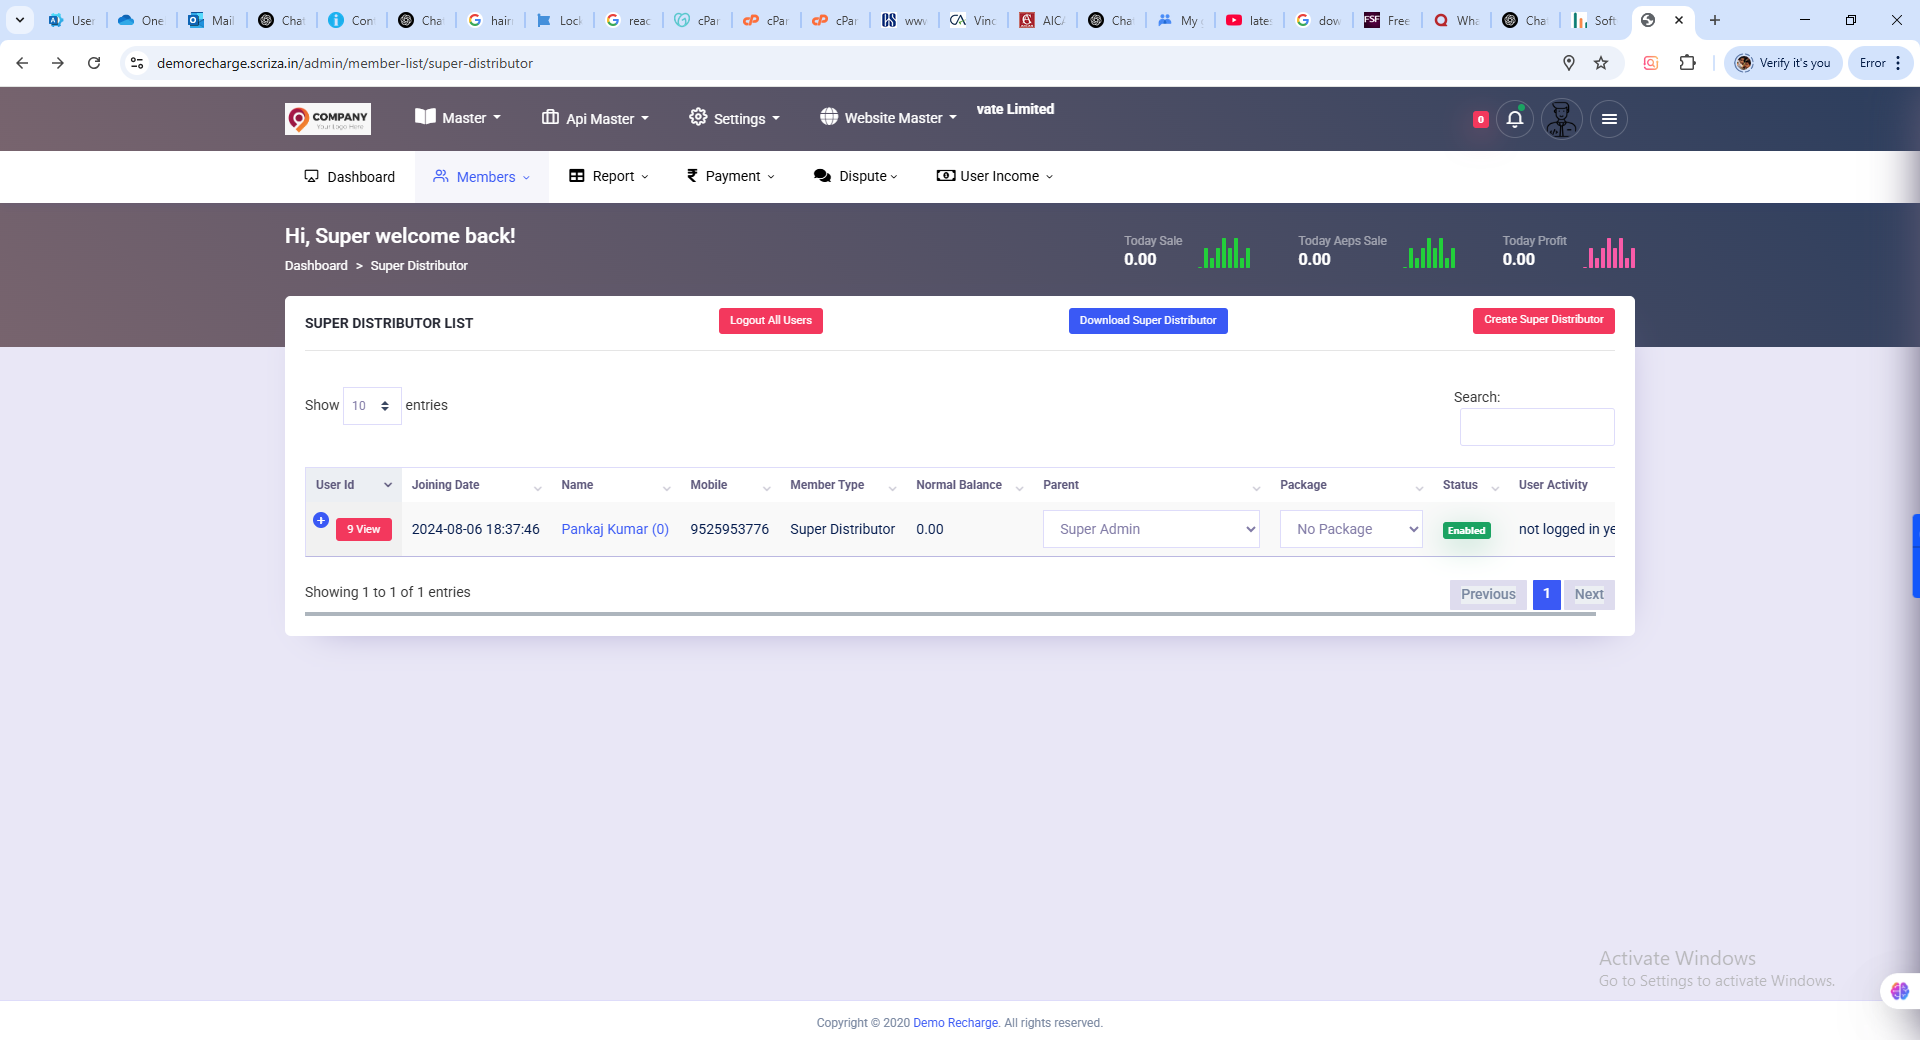 User
One
Mail
Chat
Con
Cha
hair
Lock
reac
cPar
cPar
cPar
www
Vinc
AICA
Cha
My
late
dow
Free
Wha
Cha
Soft
demorecharge.scriza.in/admin/member-list/super-distributor
Verify it's you
Error
COMPANY
Your Logo Here
Master
Api Master
Settings
Website Master
vate Limited
0
Dashboard
Members
Report
Payment
Dispute
User Income
Hi, Super welcome back!
Dashboard > Super Distributor
Today Sale
0.00
Today Aeps Sale
0.00
Today Profit
0.00
SUPER DISTRIBUTOR LIST
Logout All Users
Download Super Distributor
Create Super Distributor
Show 10 entries
Search:
User Id Joining Date Name Mobile Member Type Normal Balance Parent Package Status User Activity
9 View 2024-08-06 18:37:46 Pankaj Kumar (0) 9525953776 Super Distributor 0.00 Super Admin No Package Enabled not logged in ye
Showing 1 to 1 of 1 entries
Previous 1 Next
Activate Windows
Go to Settings to activate Windows.
Copyright © 2020 Demo Recharge. All rights reserved.